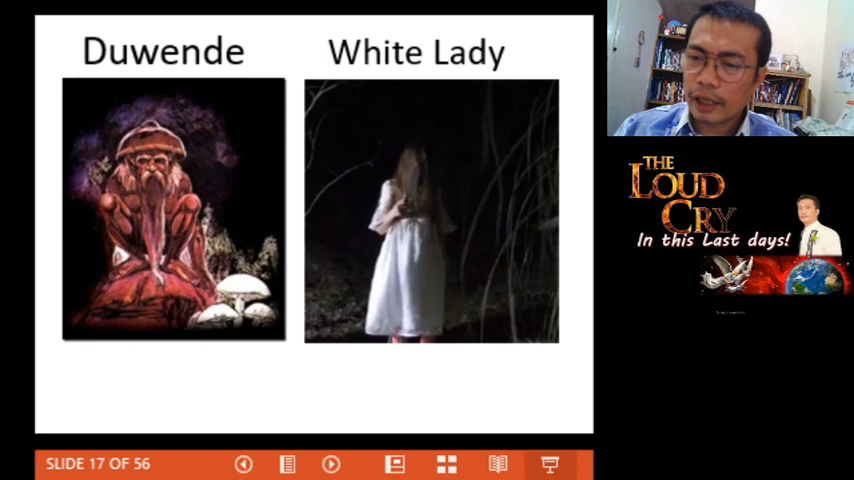 Duwende
White Lady
THE
LOUD
CRY
In this Last days!
SLIDE 17 OF 56